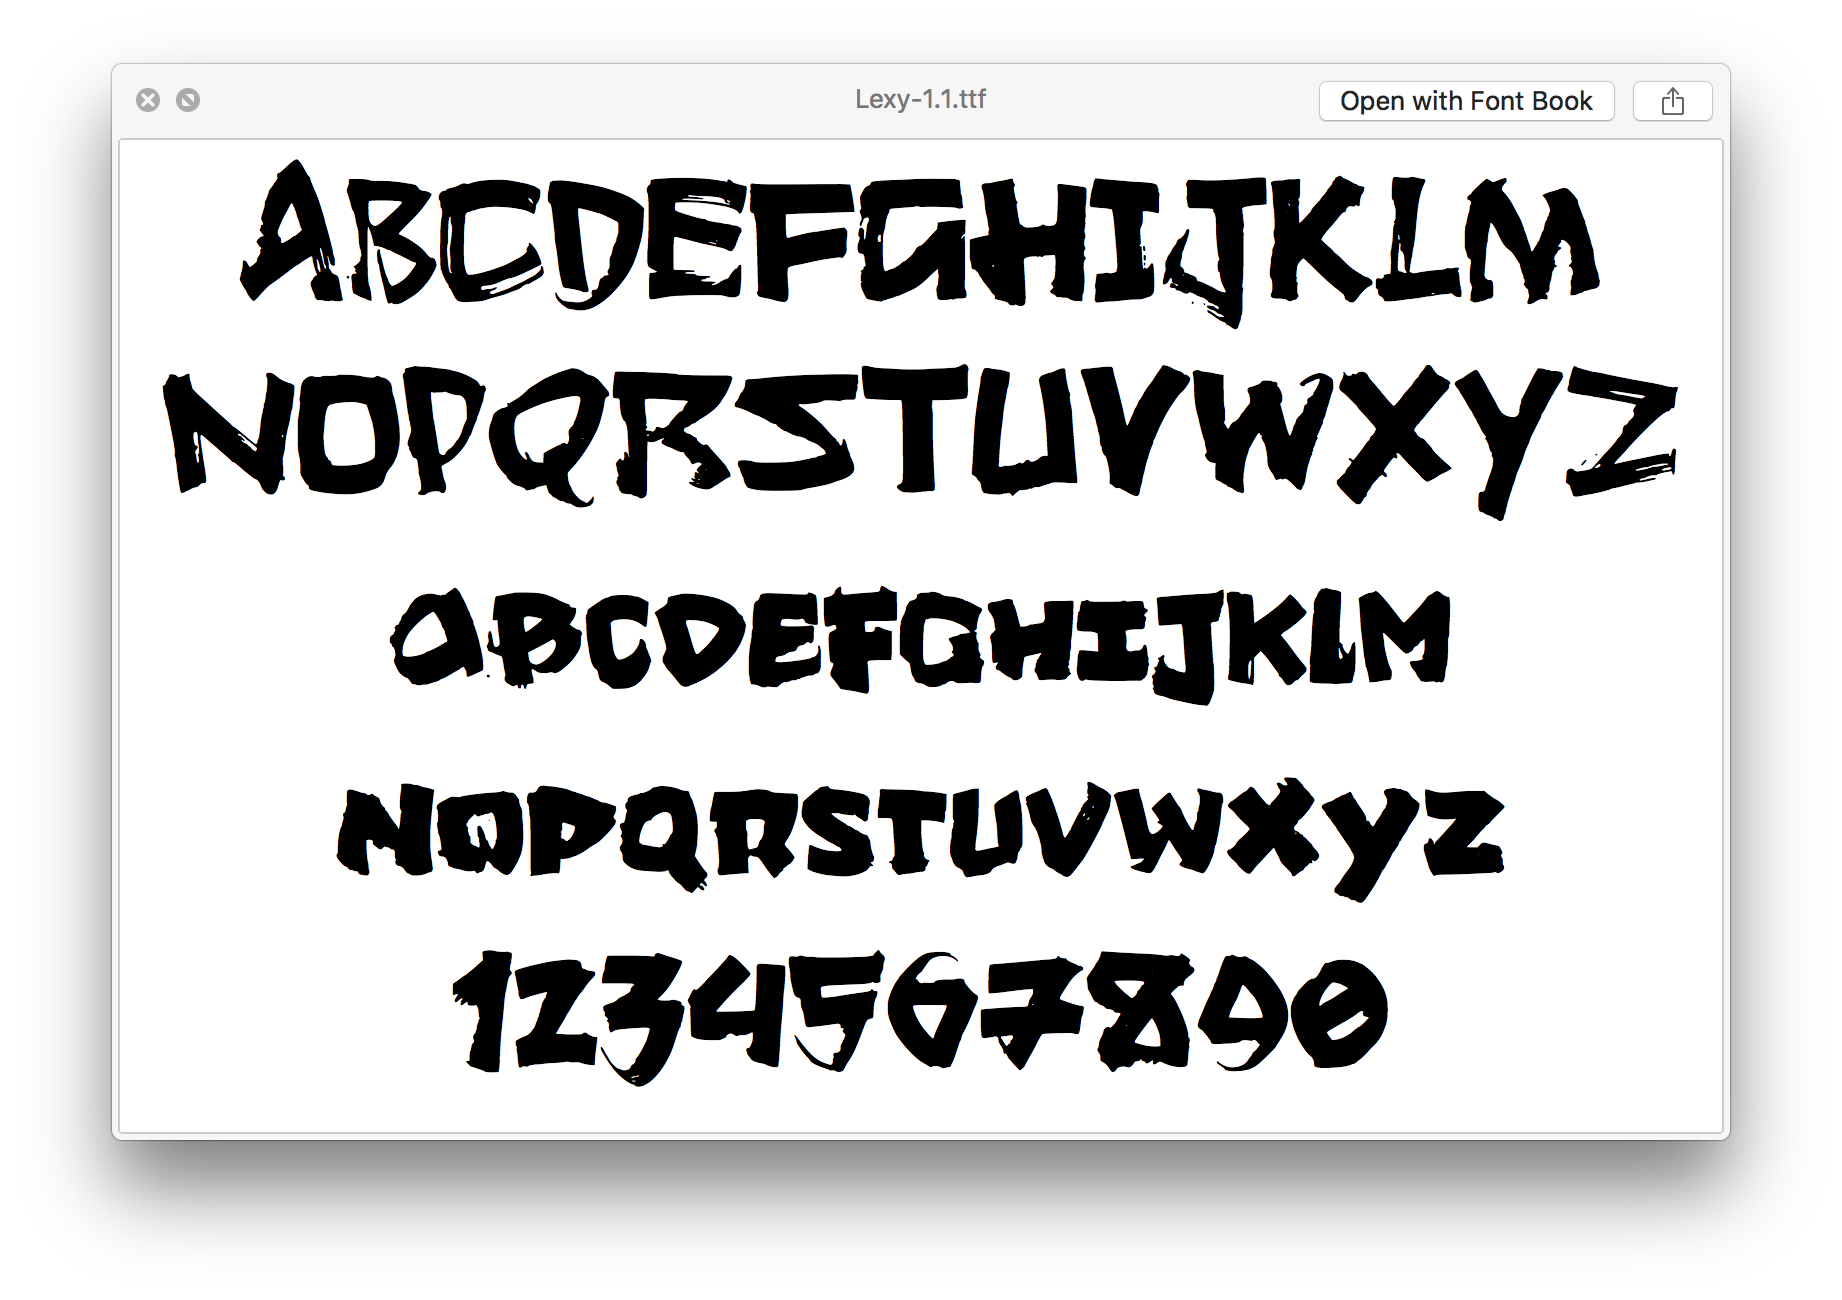 Lexy-1.1.ttf
Open with Font Book
ABCDEFGHIJKLM
NOPQRSTUVWXYZ
ABCDEFGHIJKLM
NOPQRSTUVWXYZ
1234567890